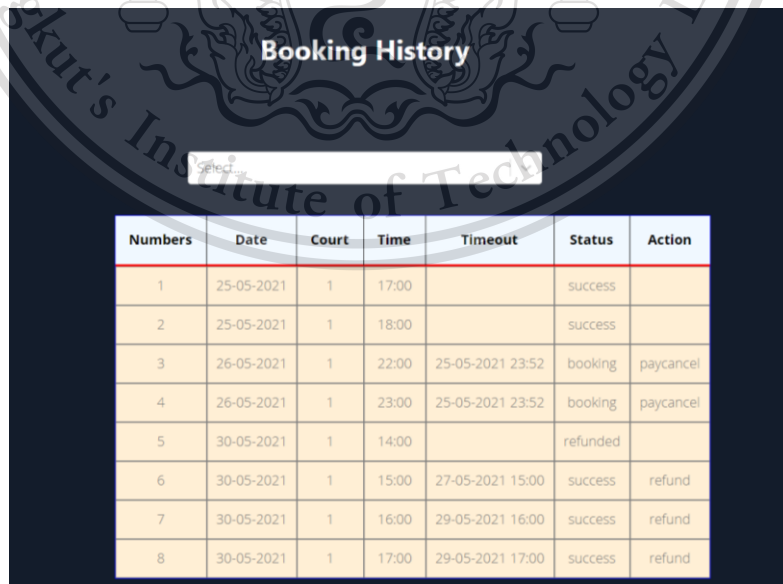 Booking History
gkut's Institute of Technology L
Select...
Numbers Date Court Time Timeout Status Action
1 25-05-2021 1 17:00 success
2 25-05-2021 1 18:00 success
3 26-05-2021 1 22:00 25-05-2021 23:52 booking paycancel
4 26-05-2021 1 23:00 25-05-2021 23:52 booking paycancel
5 30-05-2021 1 14:00 refunded
6 30-05-2021 1 15:00 27-05-2021 15:00 success refund
7 30-05-2021 1 16:00 29-05-2021 16:00 success refund
8 30-05-2021 1 17:00 29-05-2021 17:00 success refund